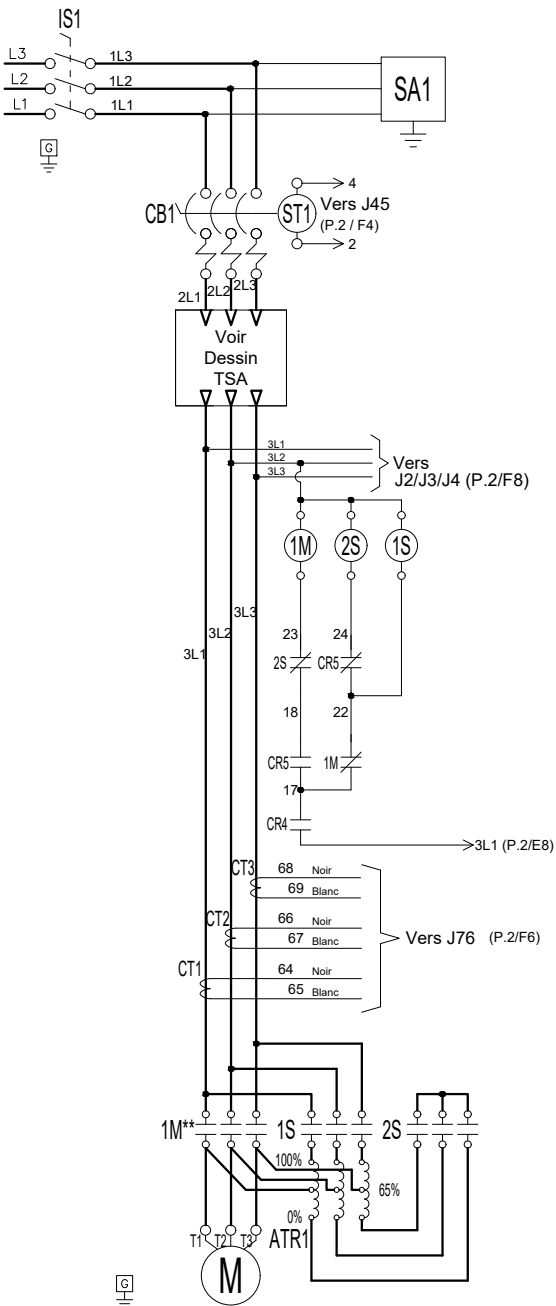 IS1
L3 1L3
L2 1L2
L1 1L1
SA1
G
CB1
ST1
4
Vers J45
(P.2 / F4)
2
2L1 2L2 2L3
Voir
Dessin
TSA
3L1
3L2
3L3
Vers
J2/J3/J4 (P.2/F8)
1M 2S 1S
3L1 3L2 3L3
23 24
2S CR5
18 22
CR5 1M
17
CR4
3L1 (P.2/E8)
CT3 68 Noir
69 Blanc
CT2 66 Noir
67 Blanc
Vers J76 (P.2/F6)
CT1 64 Noir
65 Blanc
1M** 1S 2S
100%
65%
0%
T1 T2 T3 ATR1
M
G